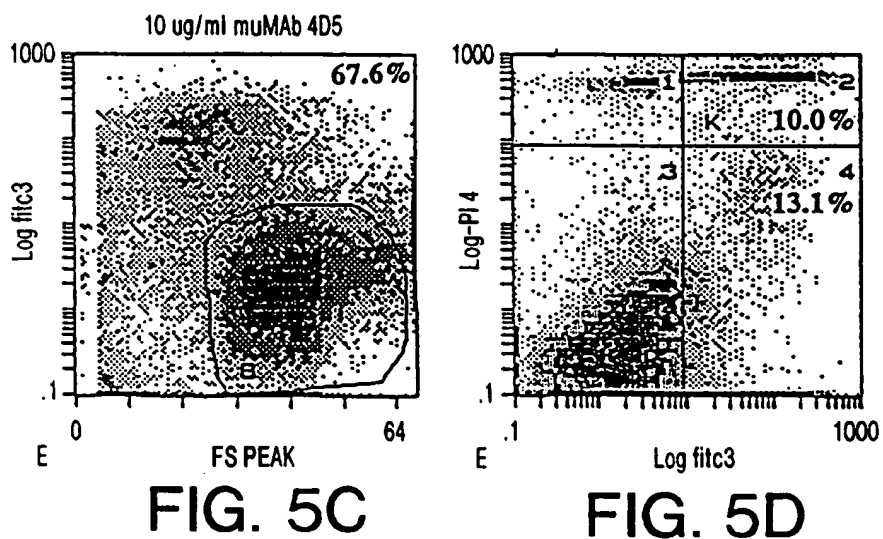 10 ug/ml muMAb 4D5
1000
67.6%
Log fitc3
B
.1
0
64
E
FS PEAK
FIG. 5C
1000
1
2
K
10.0%
3
4
13.1%
Log-PI 4
.1
.1
1000
E
Log fitc3
FIG. 5D